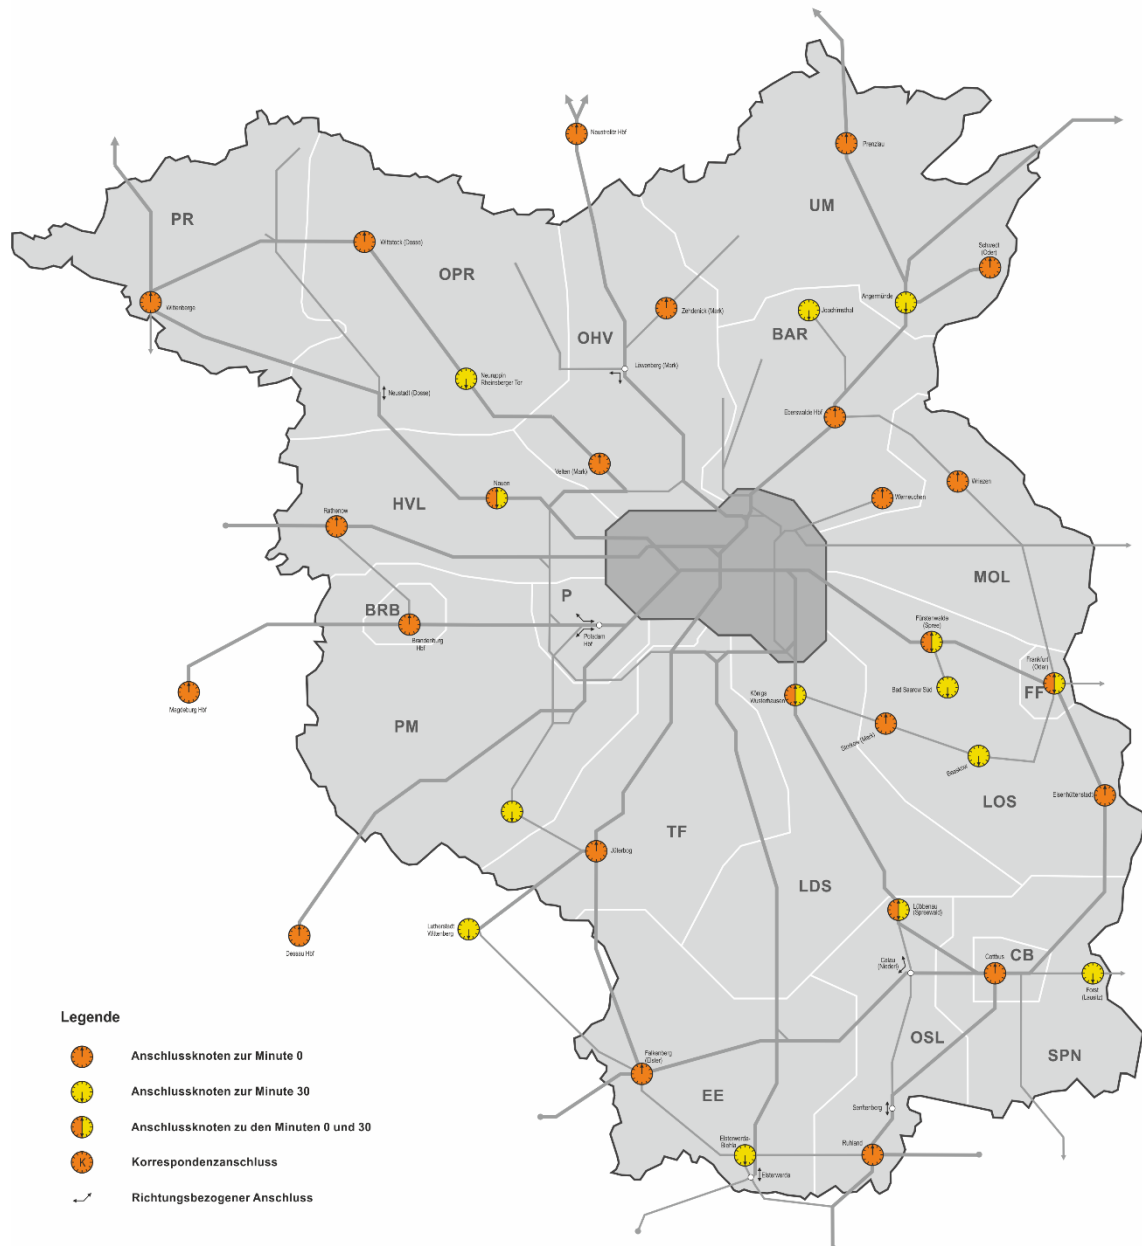 Neustrelitz Hbf
Prenzlau
UM
PR
Wittstock (Dosse)
OPR
Schwedt
(Oder)
Wittenberge
Zehdenick (Mark)
Joachimsthal
Angermünde
OHV
BAR
Löwenberg (Mark)
Neuruppin
Rheinsberger Tor
Neustadt (Dosse)
Eberswalde Hbf
Velten (Mark)
Nauen
Wriezen
Werneuchen
HVL
Rathenow
MOL
P
BRB
Brandenburg
Hbf
Potsdam
Hbf
Fürstenwalde
(Spree)
Frankfurt
(Oder)
FF
Bad Saarow Süd
Magdeburg Hbf
Königs
Wusterhausen
PM
Storkow (Mark)
Beeskow
LOS
Eisenhüttenstadt
TF
Jüterbog
LDS
Lübbenau
(Spreewald)
Lutherstadt
Wittenberg
Dessau Hbf
CB
Calau
(Niederl)
Cottbus
Forst
(Lausitz)
OSL
SPN
Falkenberg
(Elster)
EE
Senftenberg
Elsterwerda-
Biehla
Ruhland
Elsterwerda
Legende
Anschlussknoten zur Minute 0
Anschlussknoten zur Minute 30
Anschlussknoten zu den Minuten 0 und 30
K
Korrespondenzanschluss
Richtungsbezogener Anschluss